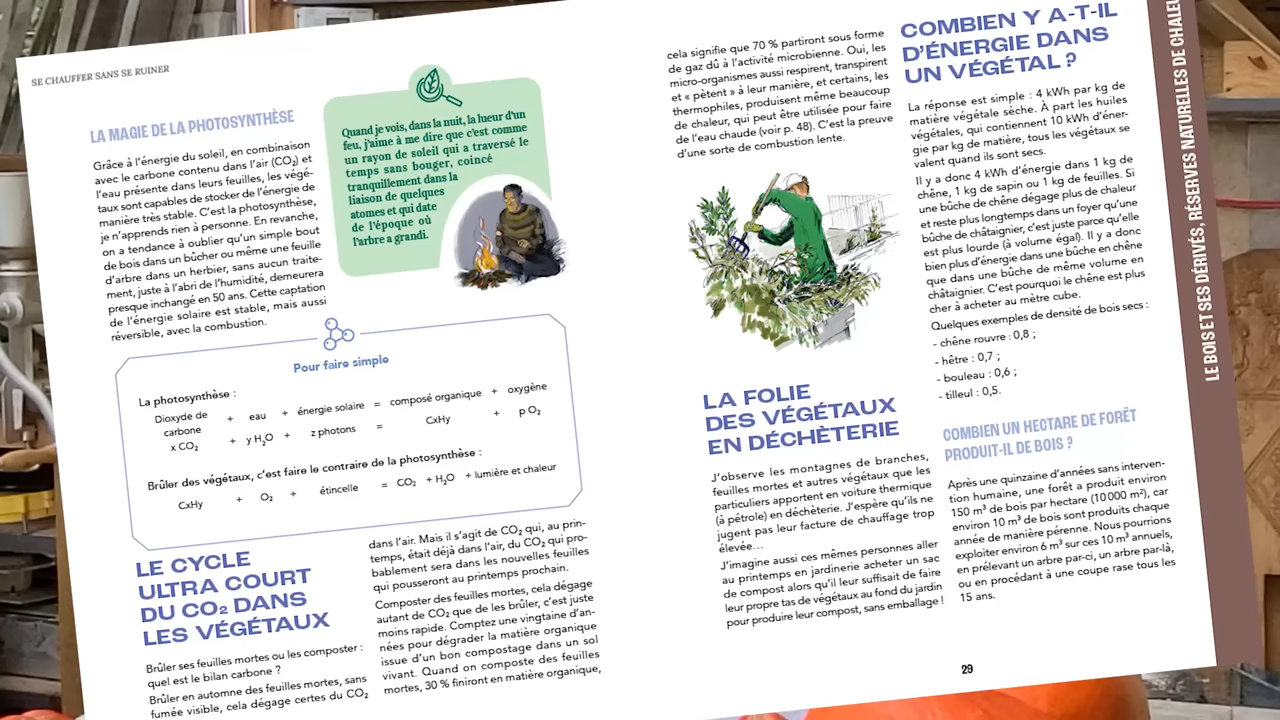 SE CHAUFFER SANS SE RUINER
LA MAGIE DE LA PHOTOSYNTHÈSE
Grâce à l'énergie du soleil, en combinaison
avec le carbone contenu dans l'air (CO₂) et
l'eau présente dans leurs feuilles, les végé-
taux sont capables de stocker de l'énergie de
manière très stable. C'est la photosynthèse,
je n'apprends rien à personne. En revanche,
on a tendance à oublier qu'un simple bout
de bois dans un bûcher ou même une feuille
d'arbre dans un herbier, sans aucun traite-
ment, juste à l'abri de l'humidité, demeurera
presque inchangé en 50 ans. Cette captation
de l'énergie solaire est stable, mais aussi
réversible, avec la combustion.
Quand je vois, dans la nuit, la lueur d'un
feu, j'aime à me dire que c'est comme
un rayon de soleil qui a traversé le
temps sans bouger, coincé
tranquillement dans la
liaison de quelques
atomes et qui date
de l'époque où
l'arbre a grandi.
Pour faire simple
La photosynthèse :
Dioxyde de carbone + eau + énergie solaire = composé organique + oxygène
x CO₂ + y H₂O + z photons = CxHy + p O₂
Brûler des végétaux, c'est faire le contraire de la photosynthèse :
CxHy + O₂ + étincelle = CO₂ + H₂O + lumière et chaleur
LE CYCLE
ULTRA COURT
DU CO₂ DANS
LES VÉGÉTAUX
Brûler ses feuilles mortes ou les composter :
quel est le bilan carbone ?
Brûler en automne des feuilles mortes, sans
fumée visible, cela dégage certes du CO₂
dans l'air. Mais il s'agit de CO₂ qui, au prin-
temps, était déjà dans l'air, du CO₂ qui pro-
bablement sera dans les nouvelles feuilles
qui pousseront au printemps prochain.
Composter des feuilles mortes, cela dégage
autant de CO₂ que de les brûler, c'est juste
moins rapide. Comptez une vingtaine d'an-
nées pour dégrader la matière organique
issue d'un bon compostage dans un sol
vivant. Quand on composte des feuilles
mortes, 30 % finiront en matière organique,
cela signifie que 70 % partiront sous forme
de gaz dû à l'activité microbienne. Oui, les
micro-organismes aussi respirent, transpirent
et « pètent » à leur manière, et certains, les
thermophiles, produisent même beaucoup
de chaleur, qui peut être utilisée pour faire
de l'eau chaude (voir p. 48). C'est la preuve
d'une sorte de combustion lente.
LA FOLIE
DES VÉGÉTAUX
EN DÉCHÈTERIE
J'observe les montagnes de branches,
feuilles mortes et autres végétaux que les
particuliers apportent en voiture thermique
(à pétrole) en déchèterie. J'espère qu'ils ne
jugent pas leur facture de chauffage trop
élevée...
J'imagine aussi ces mêmes personnes aller
au printemps en jardinerie acheter un sac
de compost alors qu'il leur suffisait de faire
leur propre tas de végétaux au fond du jardin
pour produire leur compost, sans emballage !
COMBIEN Y A-T-IL
D'ÉNERGIE DANS
UN VÉGÉTAL ?
La réponse est simple : 4 kWh par kg de
matière végétale sèche. À part les huiles
végétales, qui contiennent 10 kWh d'éner-
gie par kg de matière, tous les végétaux se
valent quand ils sont secs.
Il y a donc 4 kWh d'énergie dans 1 kg de
chêne, 1 kg de sapin ou 1 kg de feuilles. Si
une bûche de chêne dégage plus de chaleur
et reste plus longtemps dans un foyer qu'une
bûche de châtaignier, c'est juste parce qu'elle
est plus lourde (à volume égal). Il y a donc
bien plus d'énergie dans une bûche en chêne
que dans une bûche de même volume en
châtaignier. C'est pourquoi le chêne est plus
cher à acheter au mètre cube.
Quelques exemples de densité de bois secs :
- chêne rouvre : 0,8 ;
- hêtre : 0,7 ;
- bouleau : 0,6 ;
- tilleul : 0,5.
COMBIEN UN HECTARE DE FORÊT
PRODUIT-IL DE BOIS ?
Après une quinzaine d'années sans interven-
tion humaine, une forêt a produit environ
150 m³ de bois par hectare (10 000 m²), car
environ 10 m³ de bois sont produits chaque
année de manière pérenne. Nous pourrions
exploiter environ 6 m³ sur ces 10 m³ annuels,
en prélevant un arbre par-ci, un arbre par-là,
ou en procédant à une coupe rase tous les
15 ans.
29
LE BOIS ET SES DÉRIVÉS, RÉSERVES NATURELLES DE CHALEU